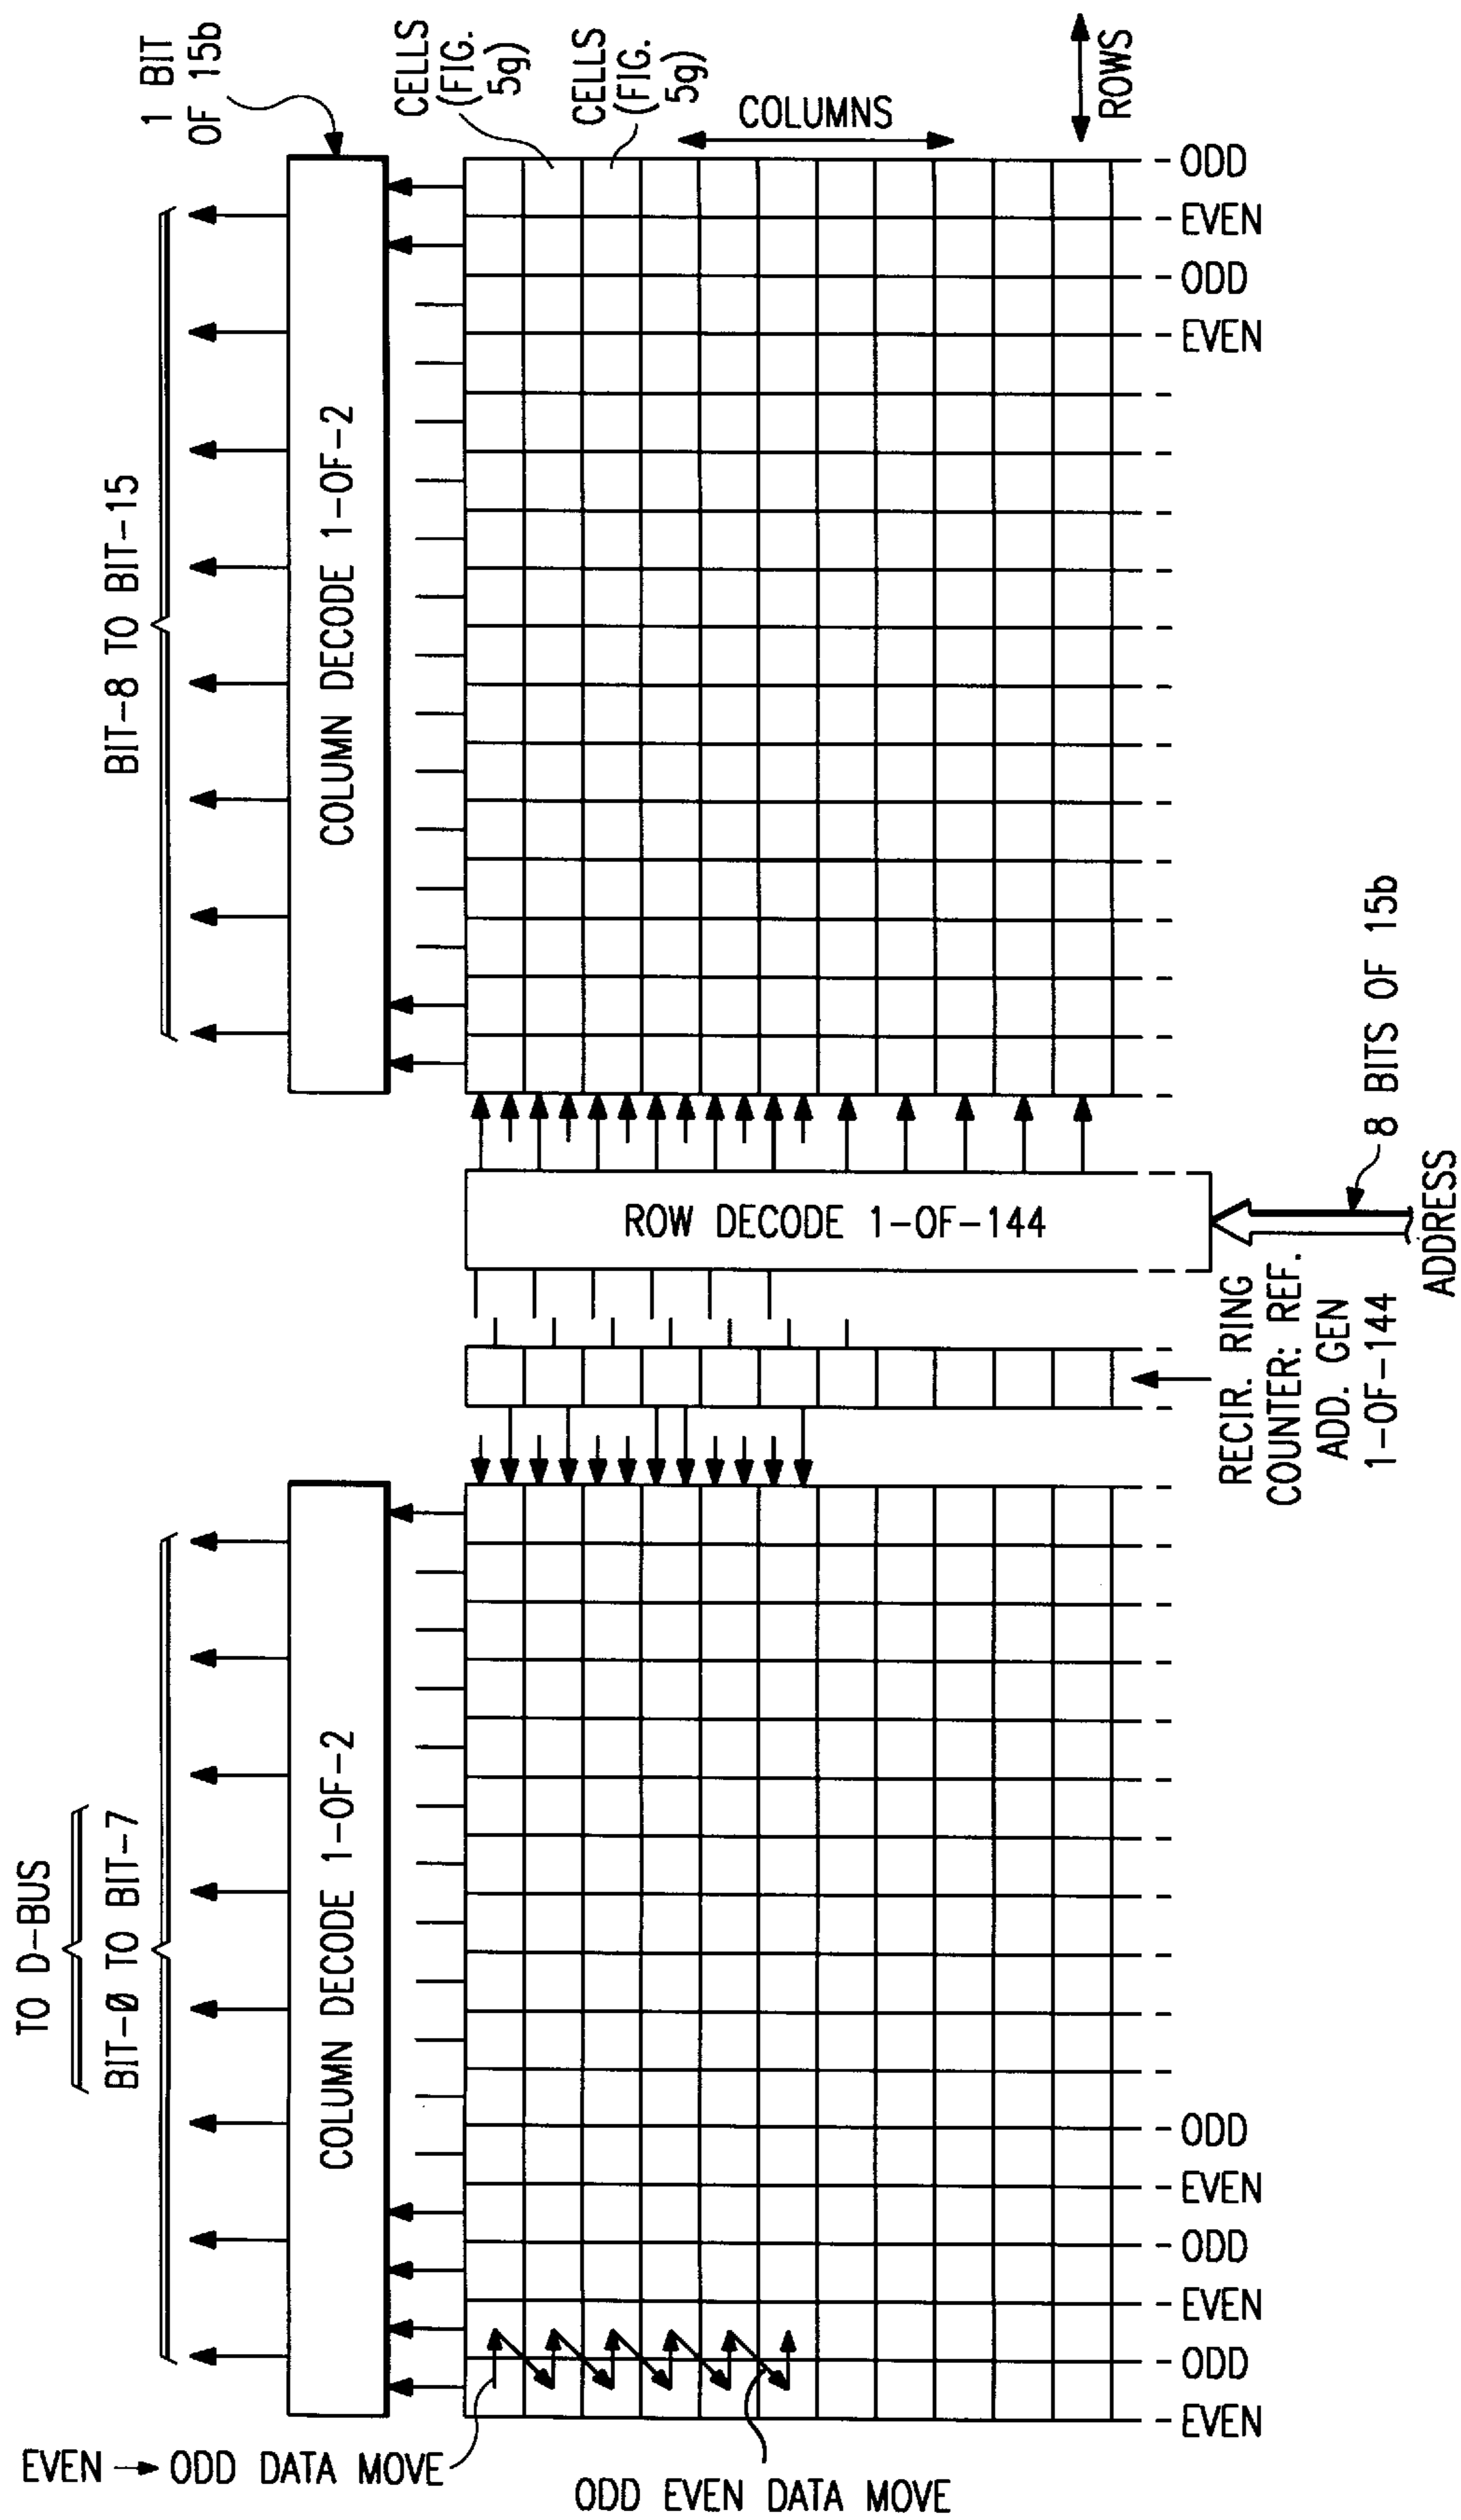 TO D-BUS
BIT-0 TO BIT-7
BIT-8 TO BIT-15
1 BIT
OF 15b
COLUMN DECODE 1-OF-2
COLUMN DECODE 1-OF-2
CELLS
(FIG.
5g)
CELLS
(FIG.
5g)
COLUMNS
ROWS
EVEN → ODD DATA MOVE
ODD EVEN DATA MOVE
ROW DECODE 1-OF-144
EVEN
ODD
EVEN
ODD
EVEN
ODD
EVEN
ODD
EVEN
ODD
RECIR. RING
COUNTER: REF.
ADD. GEN
1-OF-144
8 BITS OF 15b
ADDRESS